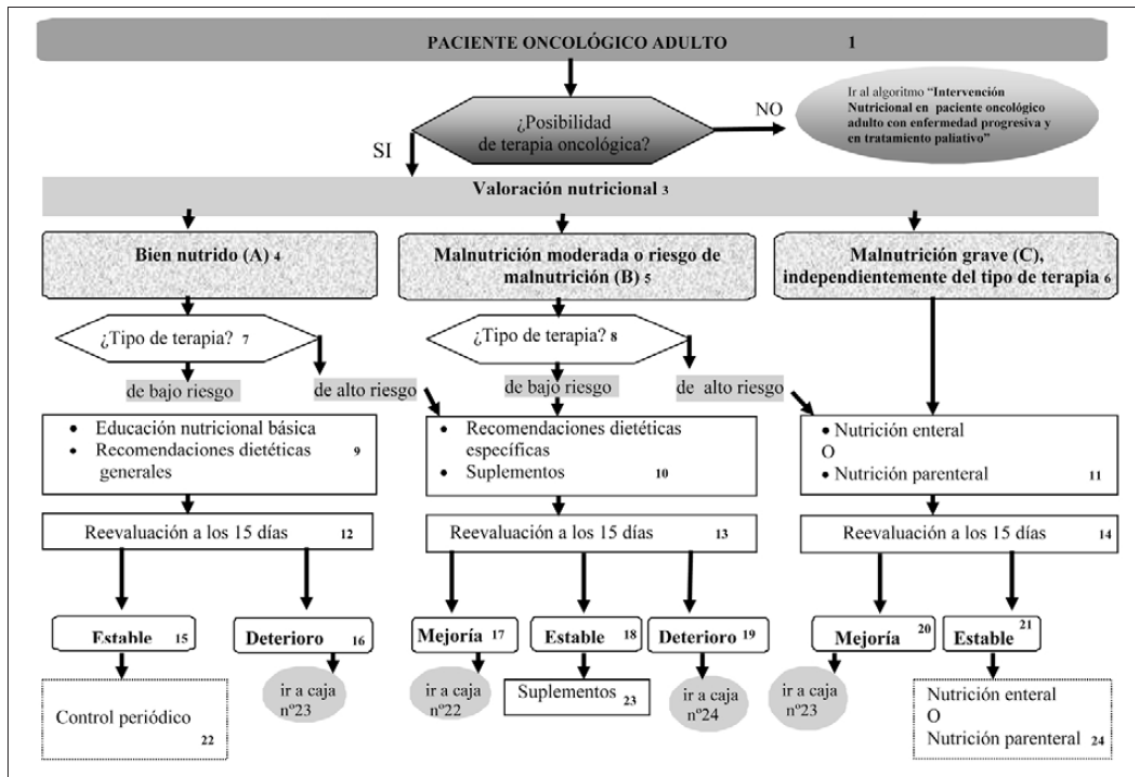 PACIENTE ONCOLÓGICO ADULTO 1
¿Posibilidad
de terapia oncológica?
NO
Ir al algoritmo “Intervención
Nutricional en paciente oncológico
adulto con enfermedad progresiva y
en tratamiento paliativo”
SI
Valoración nutricional 3
Bien nutrido (A) 4
Malnutrición moderada o riesgo de
malnutrición (B) 5
Malnutrición grave (C),
independientemente del tipo de terapia 6
¿Tipo de terapia? 7
de bajo riesgo
de alto riesgo
¿Tipo de terapia? 8
de bajo riesgo
de alto riesgo
• Educación nutricional básica
• Recomendaciones dietéticas 9
generales
• Recomendaciones dietéticas
específicas
• Suplementos 10
• Nutrición enteral
O
• Nutrición parenteral 11
Reevaluación a los 15 días 12
Reevaluación a los 15 días 13
Reevaluación a los 15 días 14
Estable 15
Deterioro 16
Mejoría 17
Estable 18
Deterioro 19
Mejoría 20
Estable 21
Control periódico
22
ir a caja
nº23
ir a caja
nº22
Suplementos 23
ir a caja
nº24
ir a caja
nº23
Nutrición enteral
O
Nutrición parenteral 24